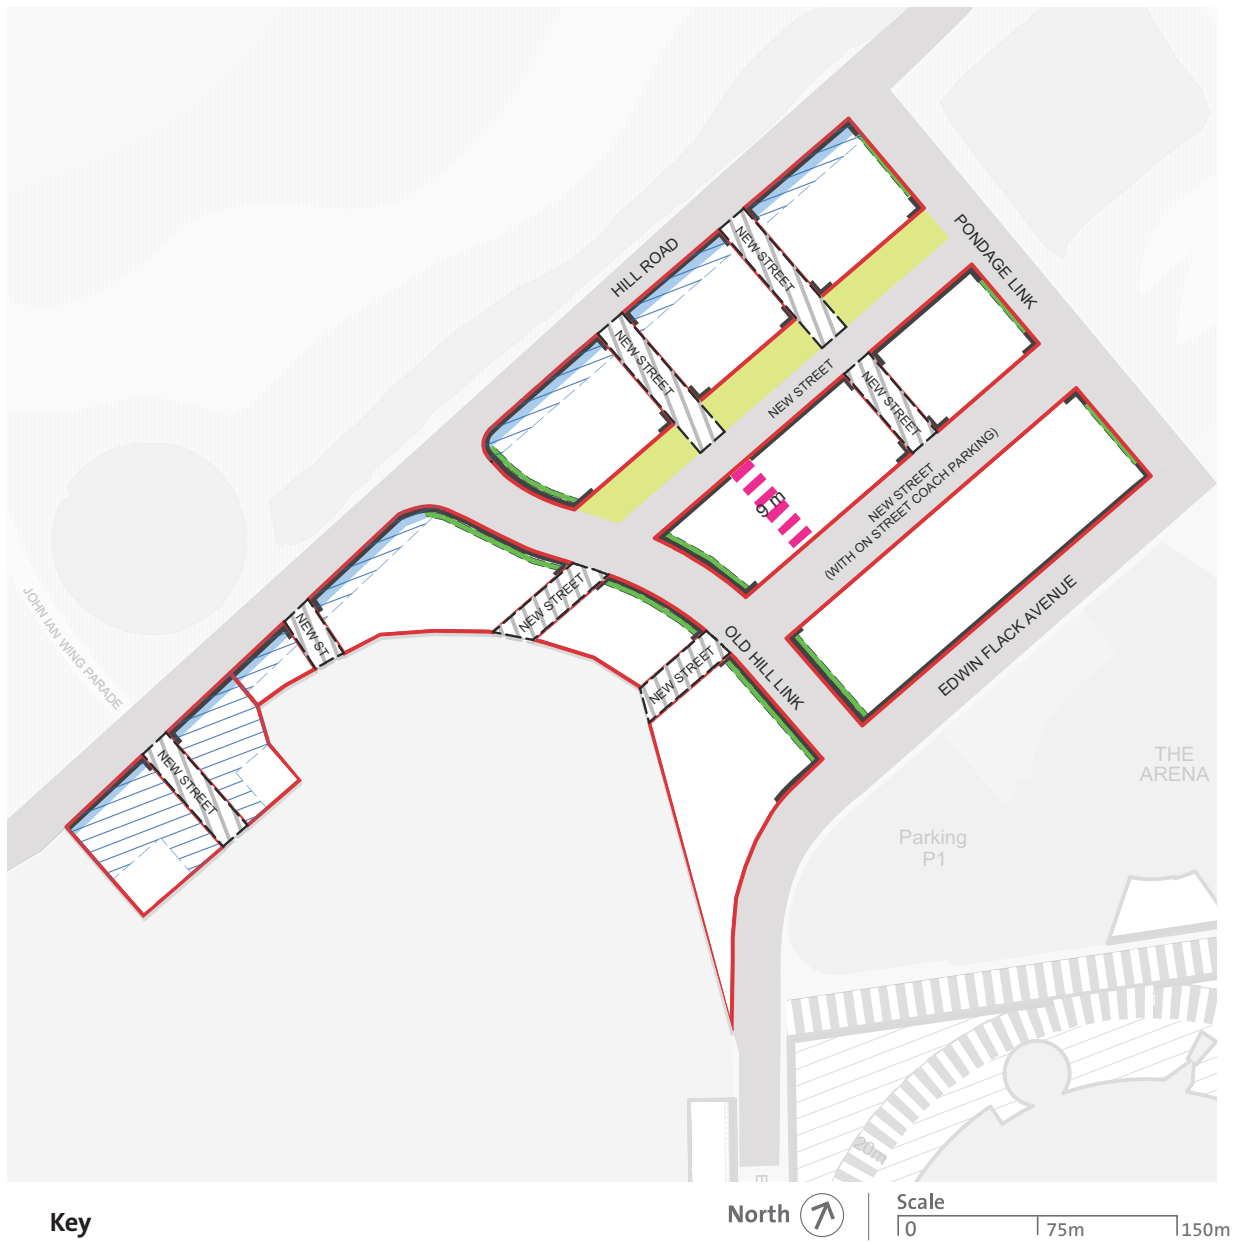 HILL ROAD
PONDAGE LINK
NEW STREET
NEW STREET
NEW STREET
NEW STREET
NEW STREET
(WITH ON STREET COACH PARKING)
9m
EDWIN FLACK AVENUE
OLD HILL LINK
NEW STREET
NEW STREET
NEW ST.
NEW STREET
JOHN IAN WING PARADE
THE
ARENA
Parking
P1
20m
E
Key
North
Scale
0
75m
150m